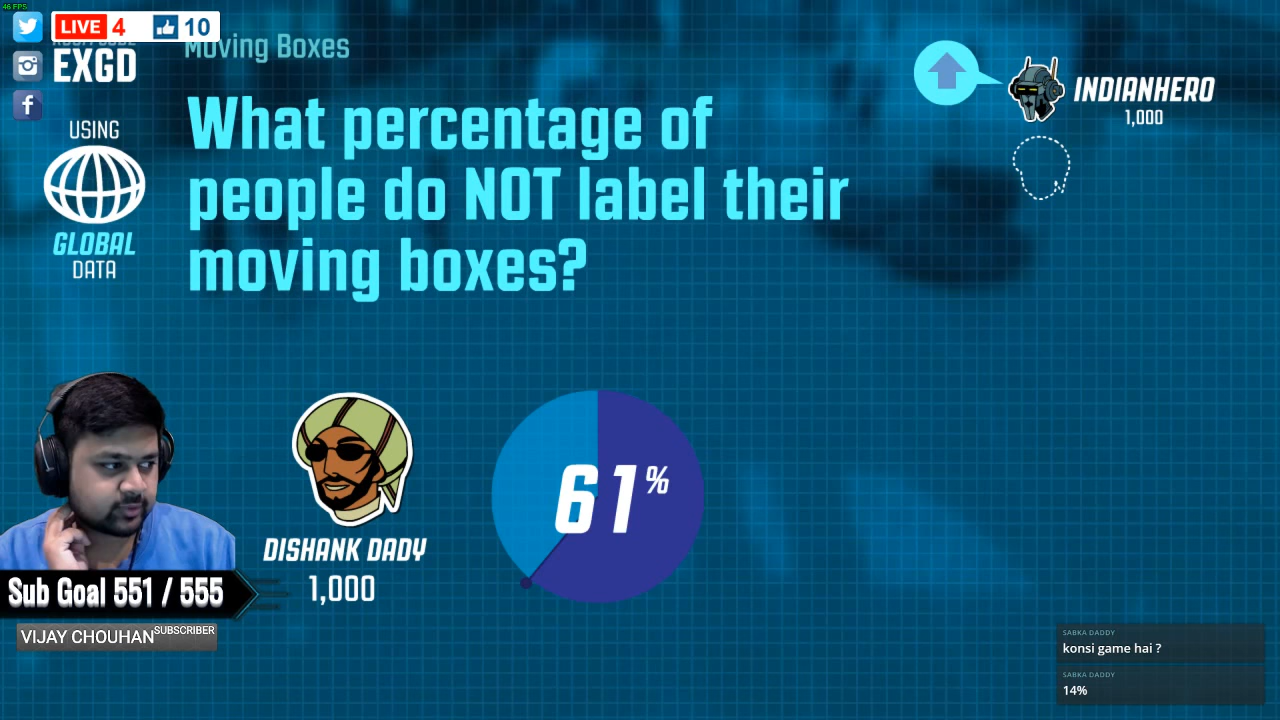 46 FPS
LIVE 4 10
Moving Boxes
EXGD
What percentage of
people do NOT label their
moving boxes?
USING
GLOBAL
DATA
INDIANHERO
1,000
61%
DISHANK DADY
1,000
Sub Goal 551 / 555
VIJAY CHOUHAN SUBSCRIBER
SABKA DADDY
konsi game hai ?
SABKA DADDY
14%